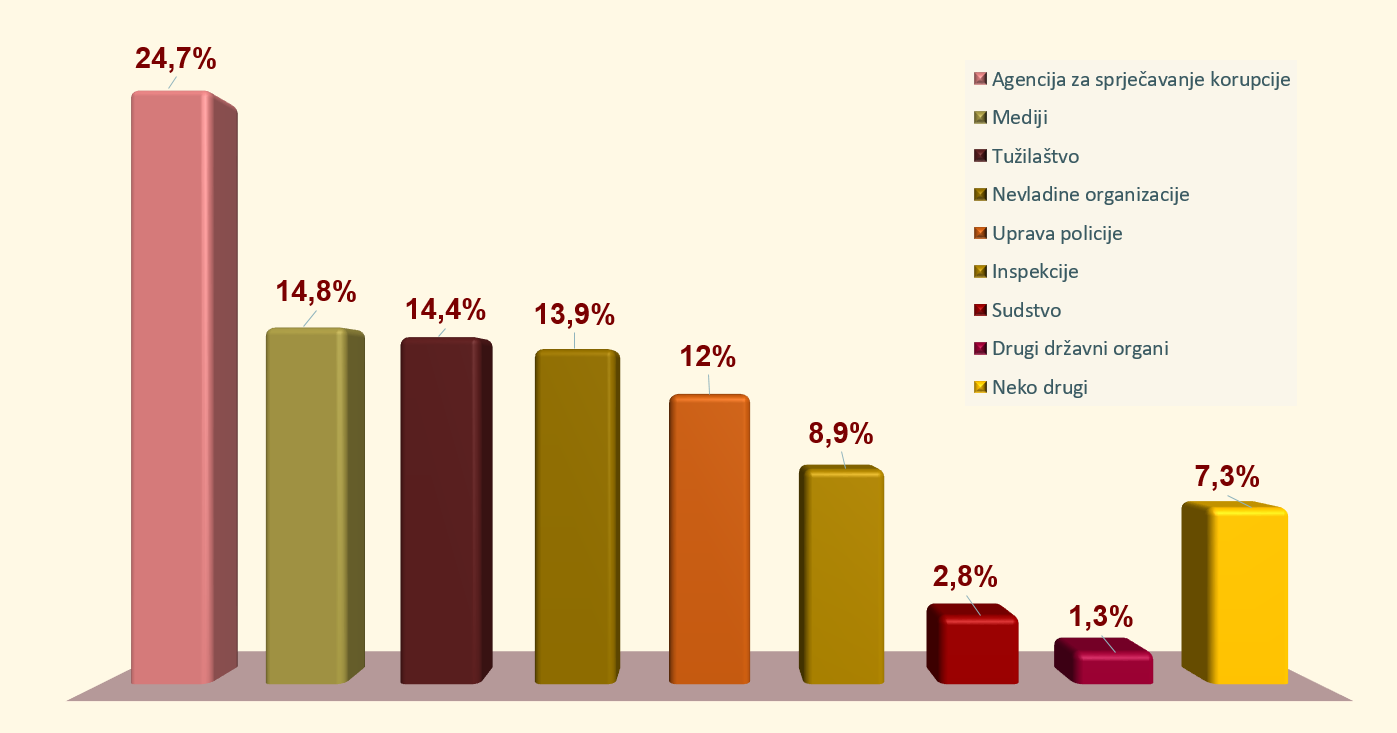 24,7%
14,8%
14,4%
13,9%
12%
8,9%
2,8%
1,3%
7,3%
Agencija za sprječavanje korupcije
Mediji
Tužilaštvo
Nevladine organizacije
Uprava policije
Inspekcije
Sudstvo
Drugi državni organi
Neko drugi